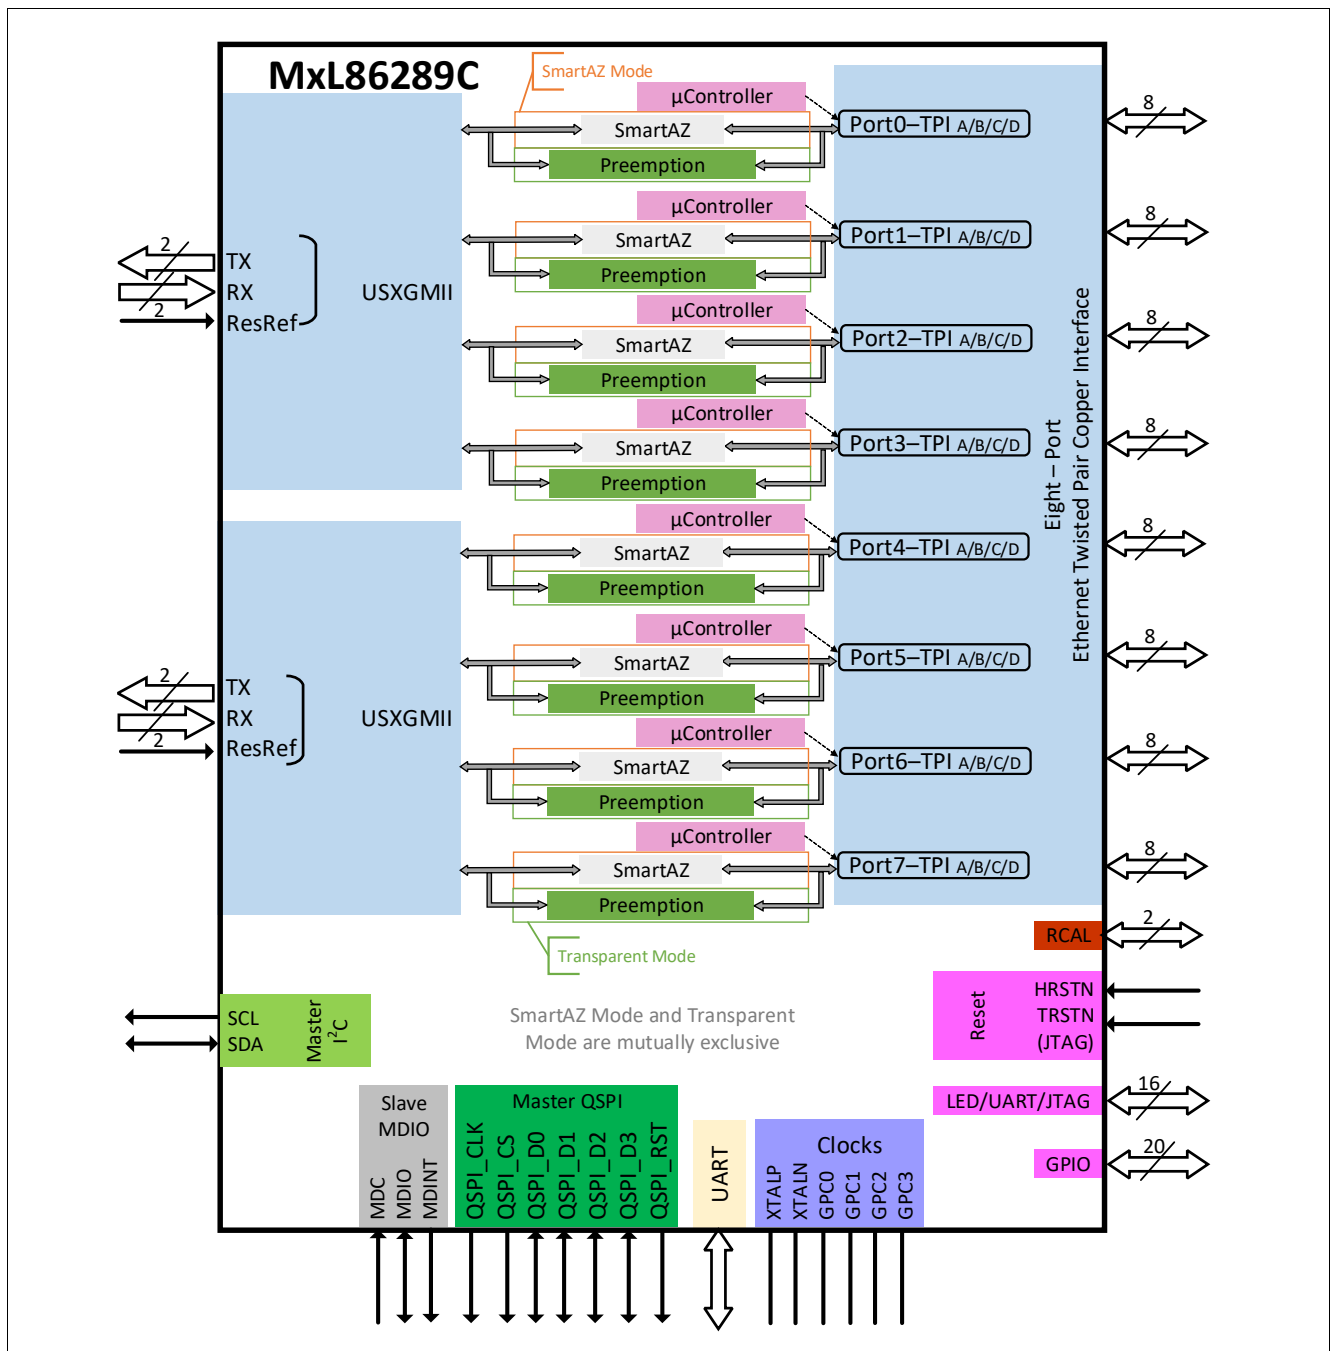 MxL86289C
SmartAZ Mode
µController
SmartAZ
Preemption
Port0–TPI A/B/C/D
8
µController
SmartAZ
Preemption
Port1–TPI A/B/C/D
8
µController
SmartAZ
Preemption
Port2–TPI A/B/C/D
8
µController
SmartAZ
Preemption
Port3–TPI A/B/C/D
8
µController
SmartAZ
Preemption
Port4–TPI A/B/C/D
8
µController
SmartAZ
Preemption
Port5–TPI A/B/C/D
8
µController
SmartAZ
Preemption
Port6–TPI A/B/C/D
8
µController
SmartAZ
Preemption
Port7–TPI A/B/C/D
8
Eight – Port
Ethernet Twisted Pair Copper Interface
2
TX
RX
2
ResRef
USXGMII
2
TX
RX
2
ResRef
USXGMII
Transparent Mode
SmartAZ Mode and Transparent
Mode are mutually exclusive
RCAL
2
Reset
HRSTN
TRSTN
(JTAG)
LED/UART/JTAG
16
GPIO
20
SCL
SDA
Master
I²C
Slave
MDIO
MDC
MDIO
MDINT
Master QSPI
QSPI_CLK
QSPI_CS
QSPI_D0
QSPI_D1
QSPI_D2
QSPI_D3
QSPI_RST
UART
Clocks
XTALP
XTALN
GPC0
GPC1
GPC2
GPC3